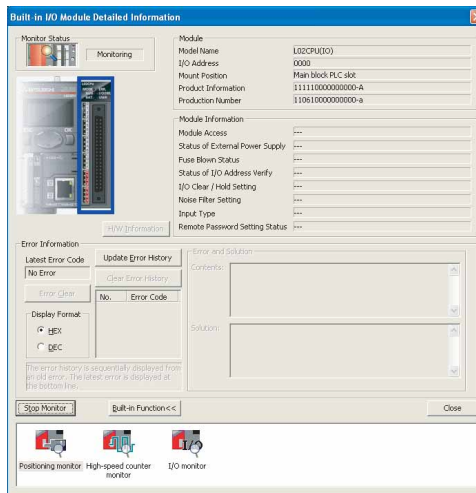 Built-in I/O Module Detailed Information
Monitor Status
Monitoring
H/W Information
Module
Model Name L02CPU(IO)
I/O Address 0000
Mount Position Main block PLC slot
Product Information 111110000000000-A
Production Number 110610000000000-a
Module Information
Module Access ---
Status of External Power Supply ---
Fuse Blown Status ---
Status of I/O Address Verify ---
I/O Clear / Hold Setting ---
Noise Filter Setting ---
Input Type ---
Remote Password Setting Status ---
Error Information
Latest Error Code
No Error
Error Clear
Display Format
HEX
DEC
Update Error History
Clear Error History
No. Error Code
The error history is sequentially displayed from
an old error. The latest error is displayed at
the bottom line.
Error and Solution
Contents:
Solution:
Stop Monitor
Built-in Function<<
Close
Positioning monitor
High-speed counter
monitor
I/O
I/O monitor